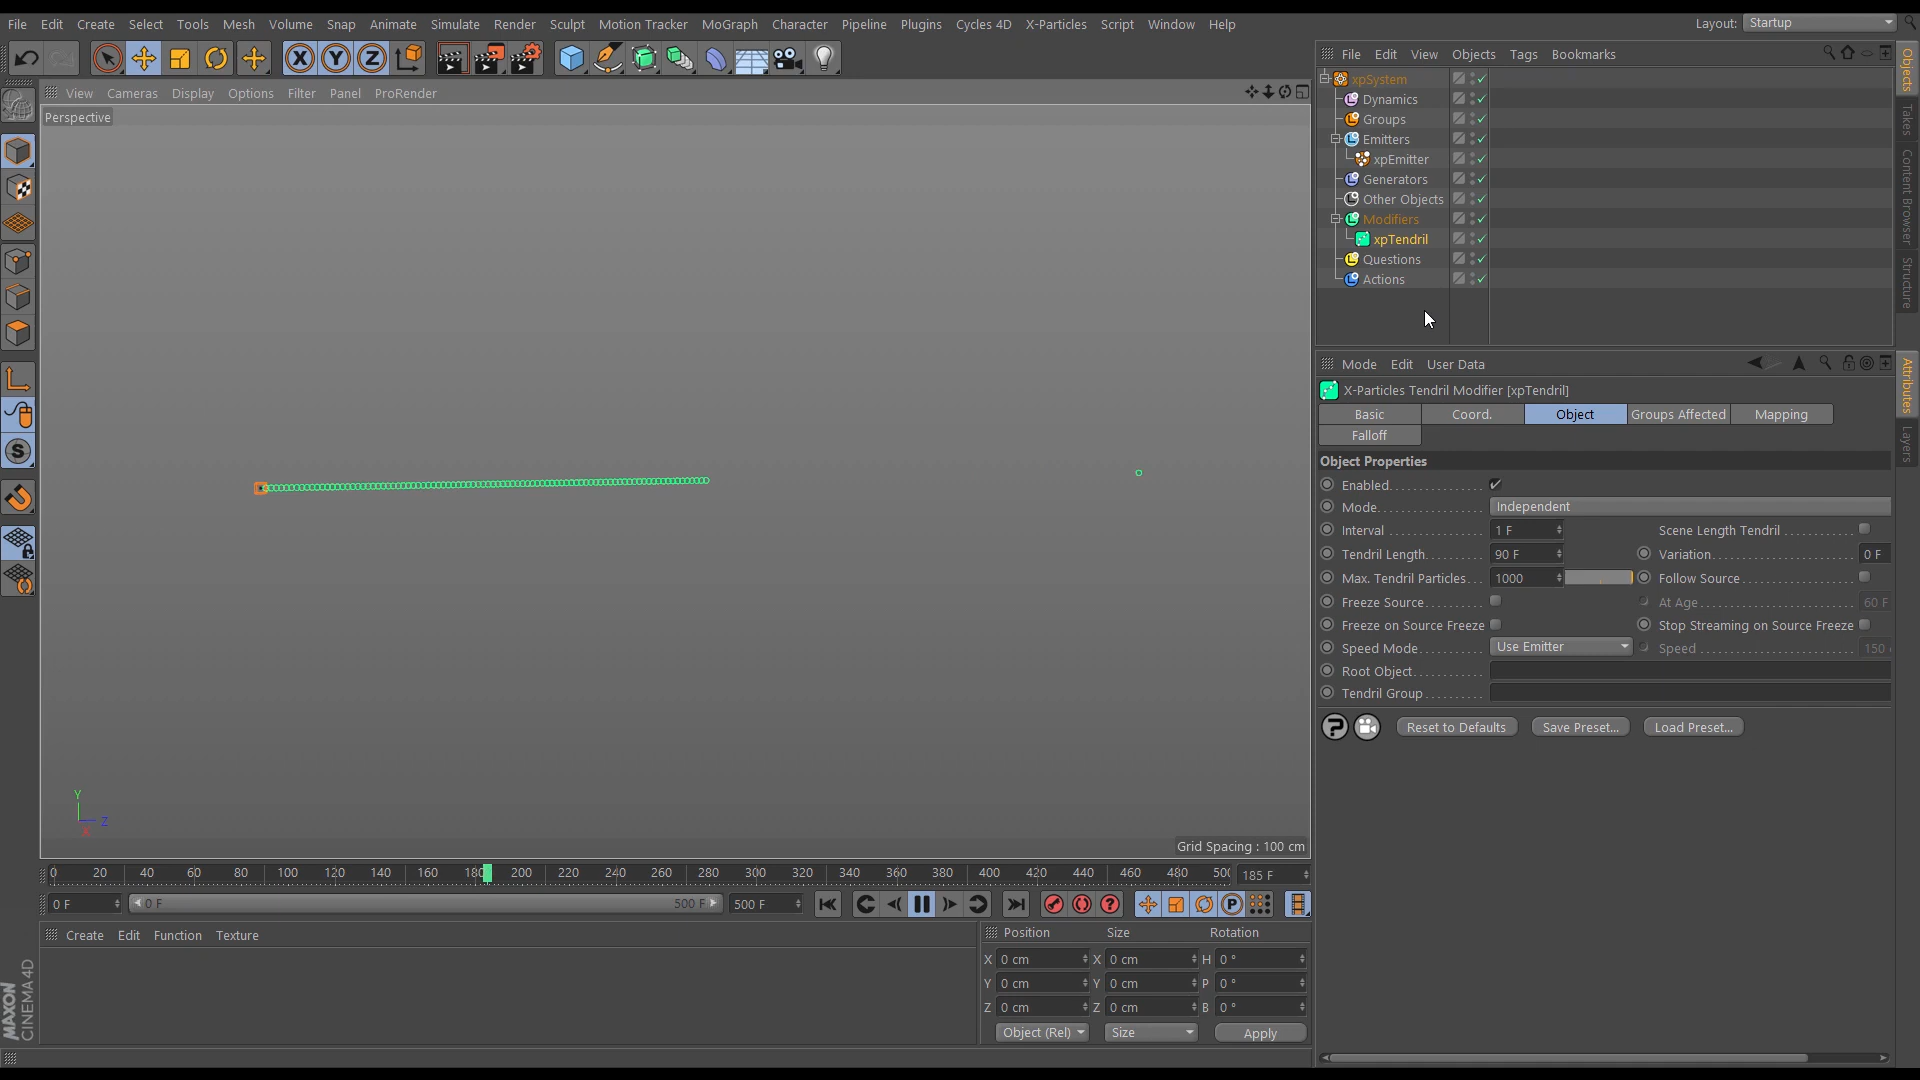 File Edit Create Select Tools Mesh Volume Snap Animate Simulate Render Sculpt Motion Tracker MoGraph Character Pipeline Plugins Cycles 4D X-Particles Script Window Help Layout: Startup
X Y Z
File Edit View Objects Tags Bookmarks
View Cameras Display Options Filter Panel ProRender
Perspective
xpSystem
Dynamics
Groups
Emitters
xpEmitter
Generators
Other Objects
Modifiers
xpTendril
Questions
Actions
Objects
Takes
Content Browser
Structure
Mode Edit User Data
X-Particles Tendril Modifier [xpTendril]
Basic Coord. Object Groups Affected Mapping
Falloff
Attributes
Layers
Object Properties
Enabled
Mode Independent
Interval 1 F Scene Length Tendril
Tendril Length 90 F Variation 0 F
Max. Tendril Particles 1000 Follow Source
Freeze Source At Age 60 F
Freeze on Source Freeze Stop Streaming on Source Freeze
Speed Mode Use Emitter Speed 150
Root Object
Tendril Group
Reset to Defaults Save Preset... Load Preset...
Y
Z
X
Grid Spacing : 100 cm
0 20 40 60 80 100 120 140 160 180 200 220 240 260 280 300 320 340 360 380 400 420 440 460 480 50 185 F
0 F 0 F 500 F 500 F
Create Edit Function Texture
Position Size Rotation
X 0 cm X 0 cm H 0 °
Y 0 cm Y 0 cm P 0 °
Z 0 cm Z 0 cm B 0 °
Object (Rel) Size Apply
MAXON
CINEMA 4D